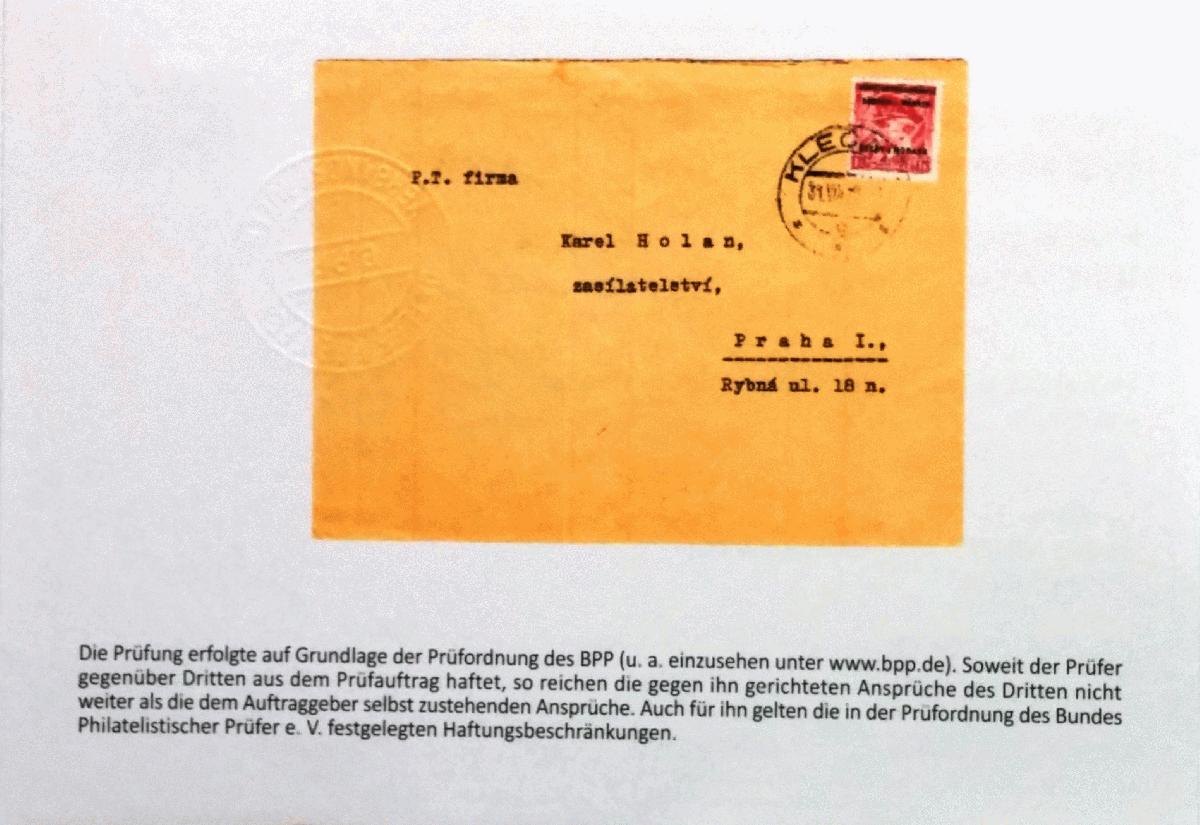 P.T. firma
Karel Holan,
zasílatelství,
Praha I.,
Rybná ul. 18 n.
Die Prüfung erfolgte auf Grundlage der Prüfordnung des BPP (u. a. einzusehen unter www.bpp.de). Soweit der Prüfer
gegenüber Dritten aus dem Prüfauftrag haftet, so reichen die gegen ihn gerichteten Ansprüche des Dritten nicht
weiter als die dem Auftraggeber selbst zustehenden Ansprüche. Auch für ihn gelten die in der Prüfordnung des Bundes
Philatelistischer Prüfer e. V. festgelegten Haftungsbeschränkungen.